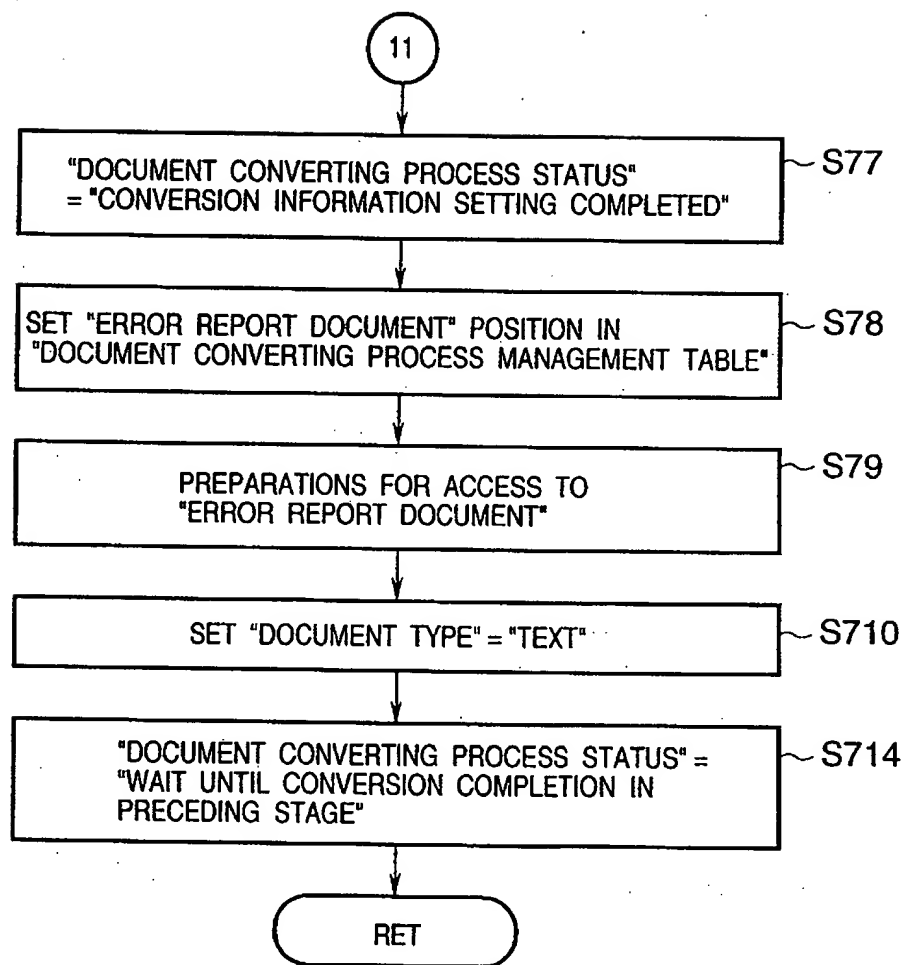 11
"DOCUMENT CONVERTING PROCESS STATUS"
= "CONVERSION INFORMATION SETTING COMPLETED"
S77
SET "ERROR REPORT DOCUMENT" POSITION IN
"DOCUMENT CONVERTING PROCESS MANAGEMENT TABLE"
S78
PREPARATIONS FOR ACCESS TO
"ERROR REPORT DOCUMENT"
S79
SET "DOCUMENT TYPE" = "TEXT"
S710
"DOCUMENT CONVERTING PROCESS STATUS" =
"WAIT UNTIL CONVERSION COMPLETION IN
PRECEDING STAGE"
S714
RET